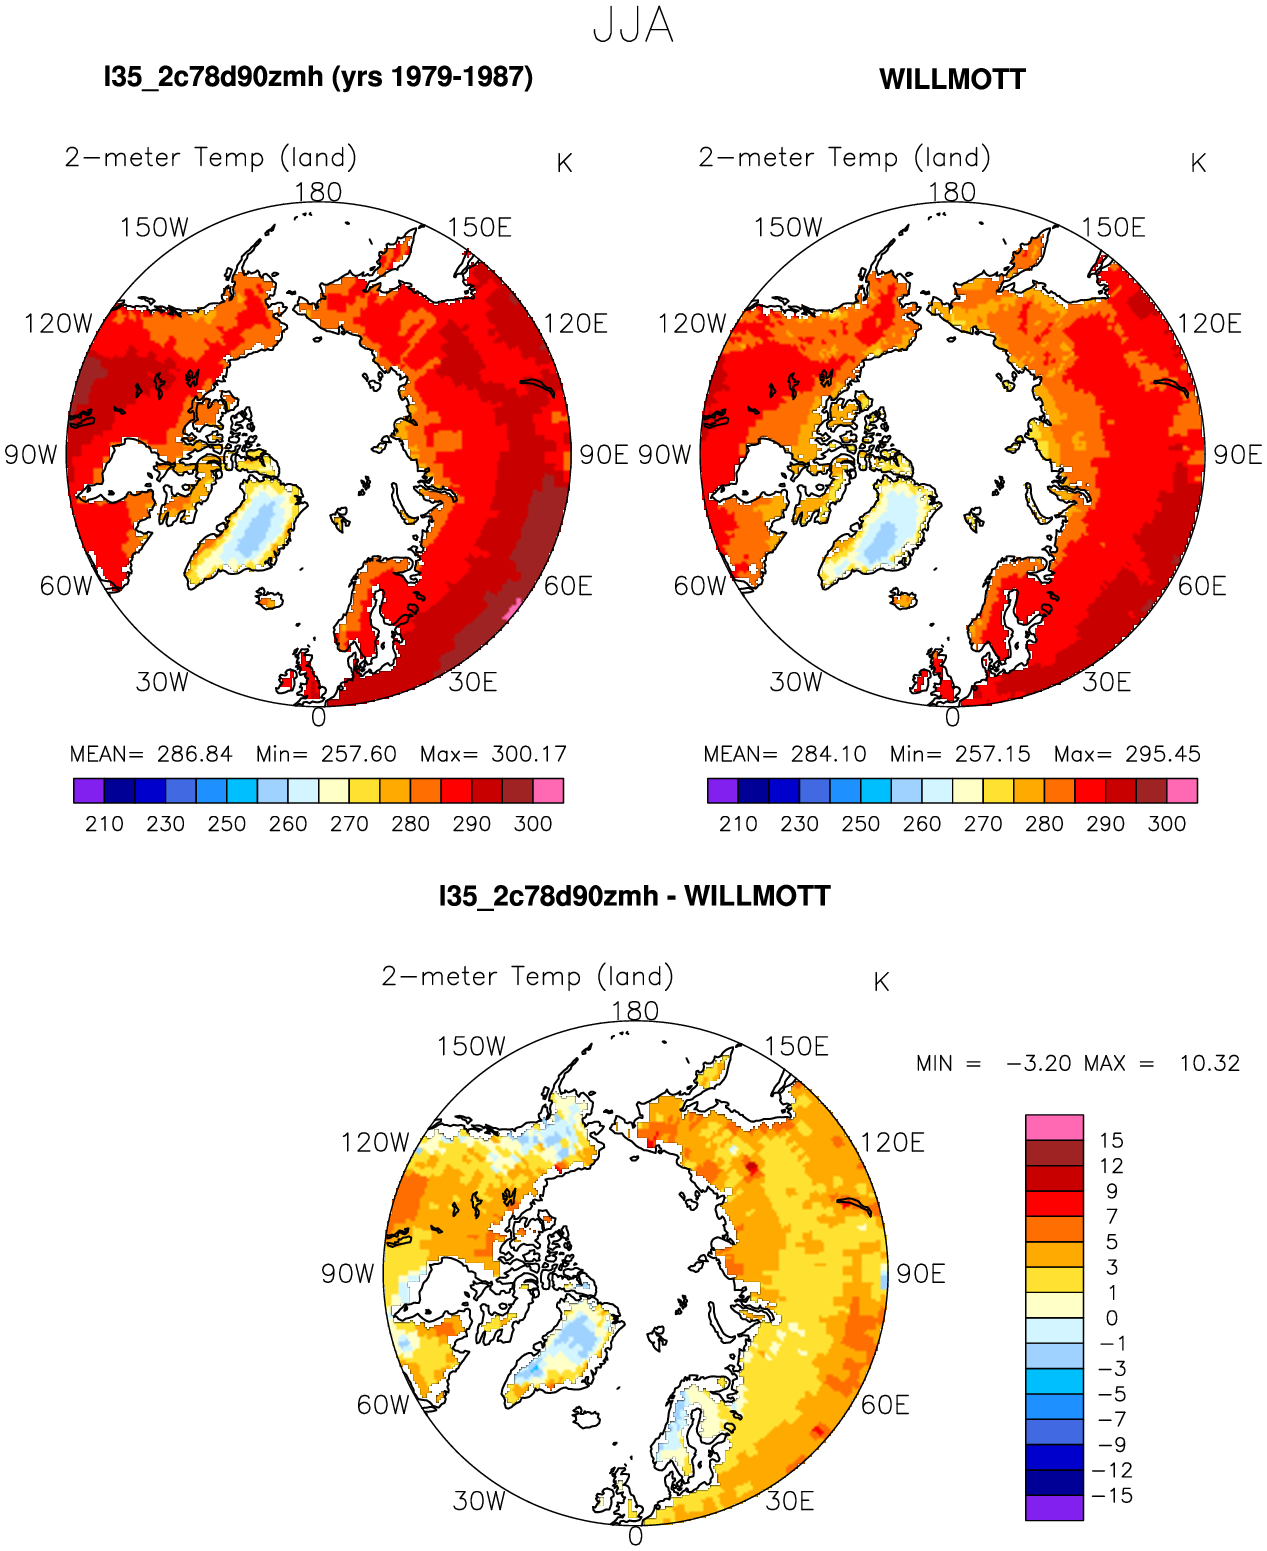 JJA
l35_2c78d90zmh (yrs 1979-1987)
WILLMOTT
2-meter Temp (land) K
2-meter Temp (land) K
180
150W 150E
120W 120E
90W 90E
60W 60E
30W 30E
0
180
150W 150E
120W 120E
90W 90E
60W 60E
30W 30E
0
MEAN= 286.84 Min= 257.60 Max= 300.17
210 230 250 260 270 280 290 300
MEAN= 284.10 Min= 257.15 Max= 295.45
210 230 250 260 270 280 290 300
l35_2c78d90zmh - WILLMOTT
2-meter Temp (land) K
180
150W 150E
120W 120E
90W 90E
60W 60E
30W 30E
0
MIN = -3.20 MAX = 10.32
15
12
9
7
5
3
1
0
-1
-3
-5
-7
-9
-12
-15